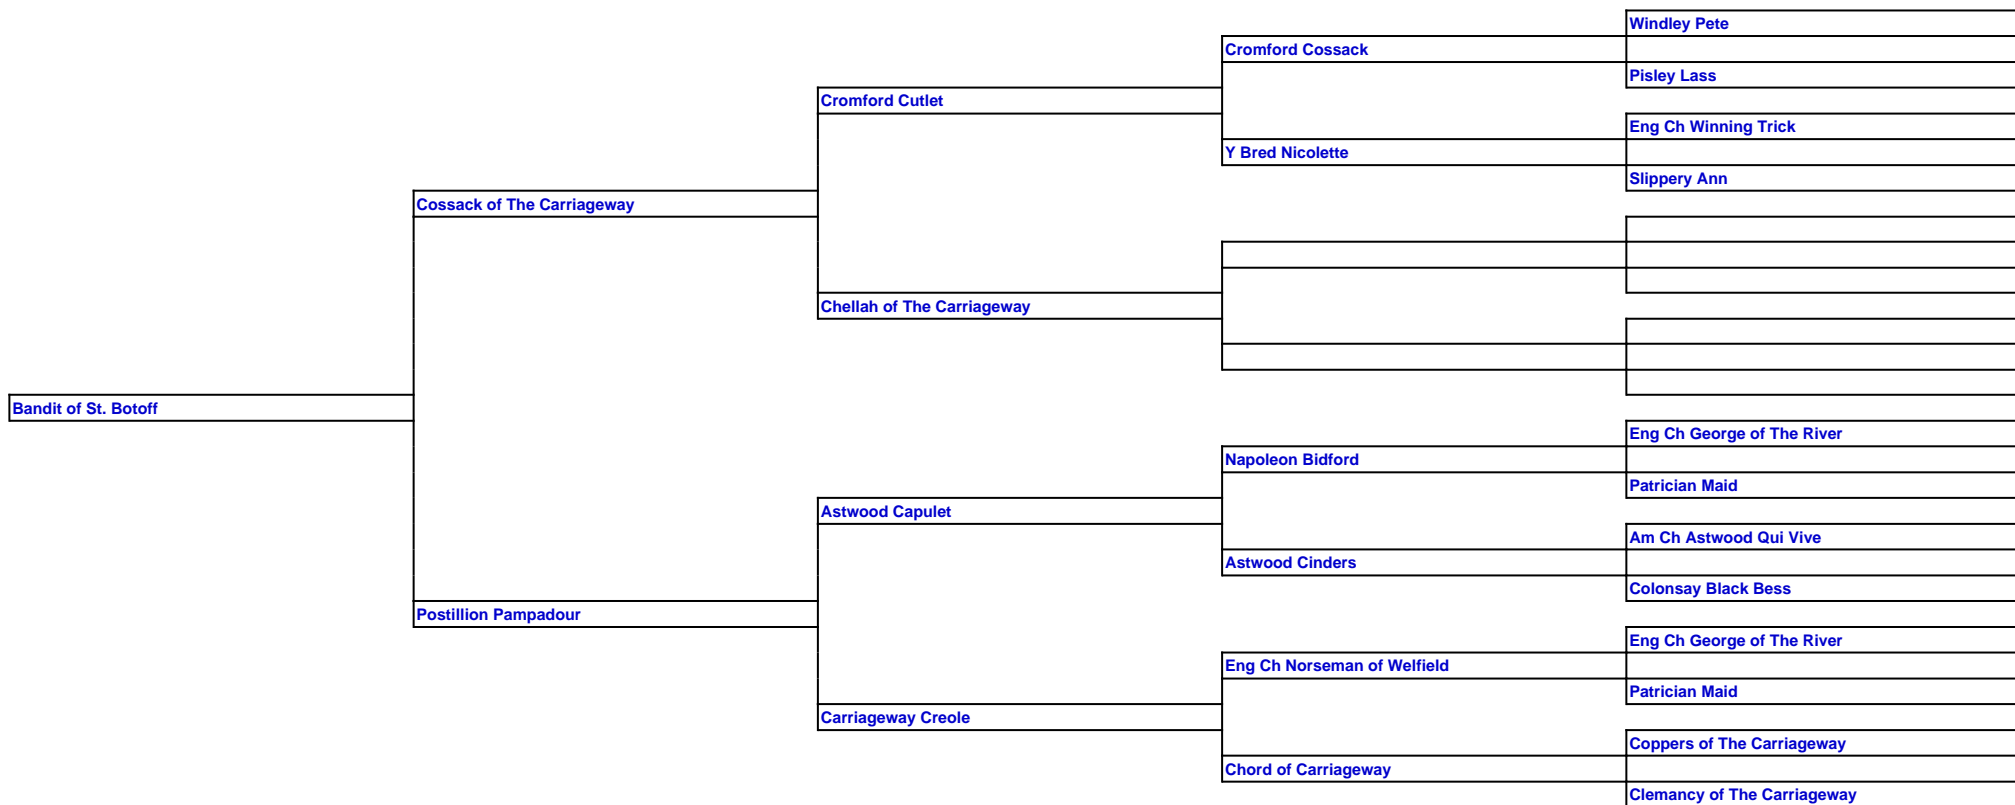 Windley Pete
Cromford Cossack
Pisley Lass
Cromford Cutlet
Eng Ch Winning Trick
Y Bred Nicolette
Slippery Ann
Cossack of The Carriageway
Chellah of The Carriageway
Bandit of St. Botoff
Eng Ch George of The River
Napoleon Bidford
Patrician Maid
Astwood Capulet
Am Ch Astwood Qui Vive
Astwood Cinders
Colonsay Black Bess
Postillion Pampadour
Eng Ch George of The River
Eng Ch Norseman of Welfield
Patrician Maid
Carriageway Creole
Coppers of The Carriageway
Chord of Carriageway
Clemancy of The Carriageway